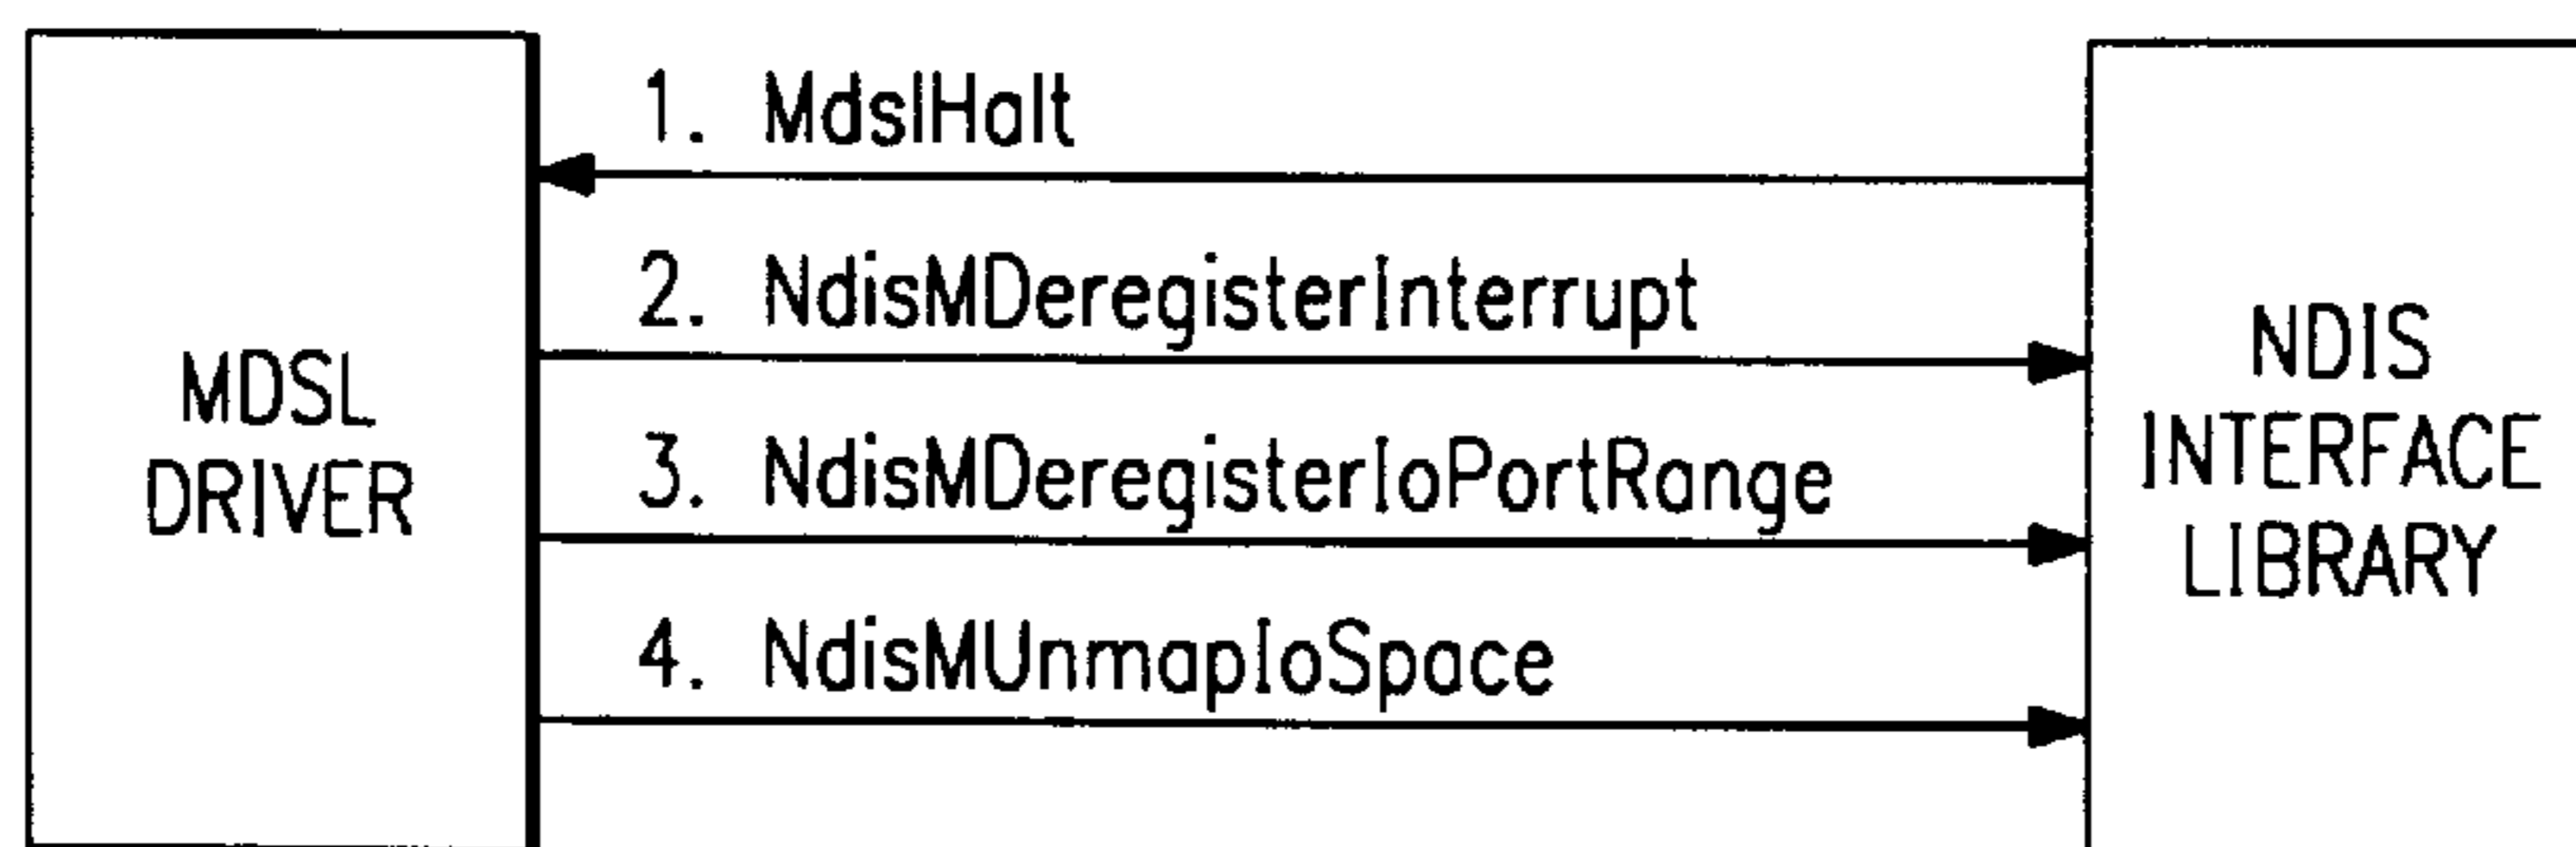 MDSL
DRIVER
1. MdslHalt
2. NdisMDeregisterInterrupt
3. NdisMDeregisterIoPortRange
4. NdisMUnmapIoSpace
NDIS
INTERFACE
LIBRARY